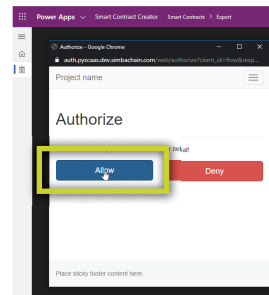 Power Apps Smart Contract Creator Smart Contracts > Export
Authorize - Google Chrome
auth.pyscaas.dev.simbachain.com/web/authorize?client_id=flow&resp...
Project name
Authorize
behalf
Allow
Deny
Place sticky footer content here.